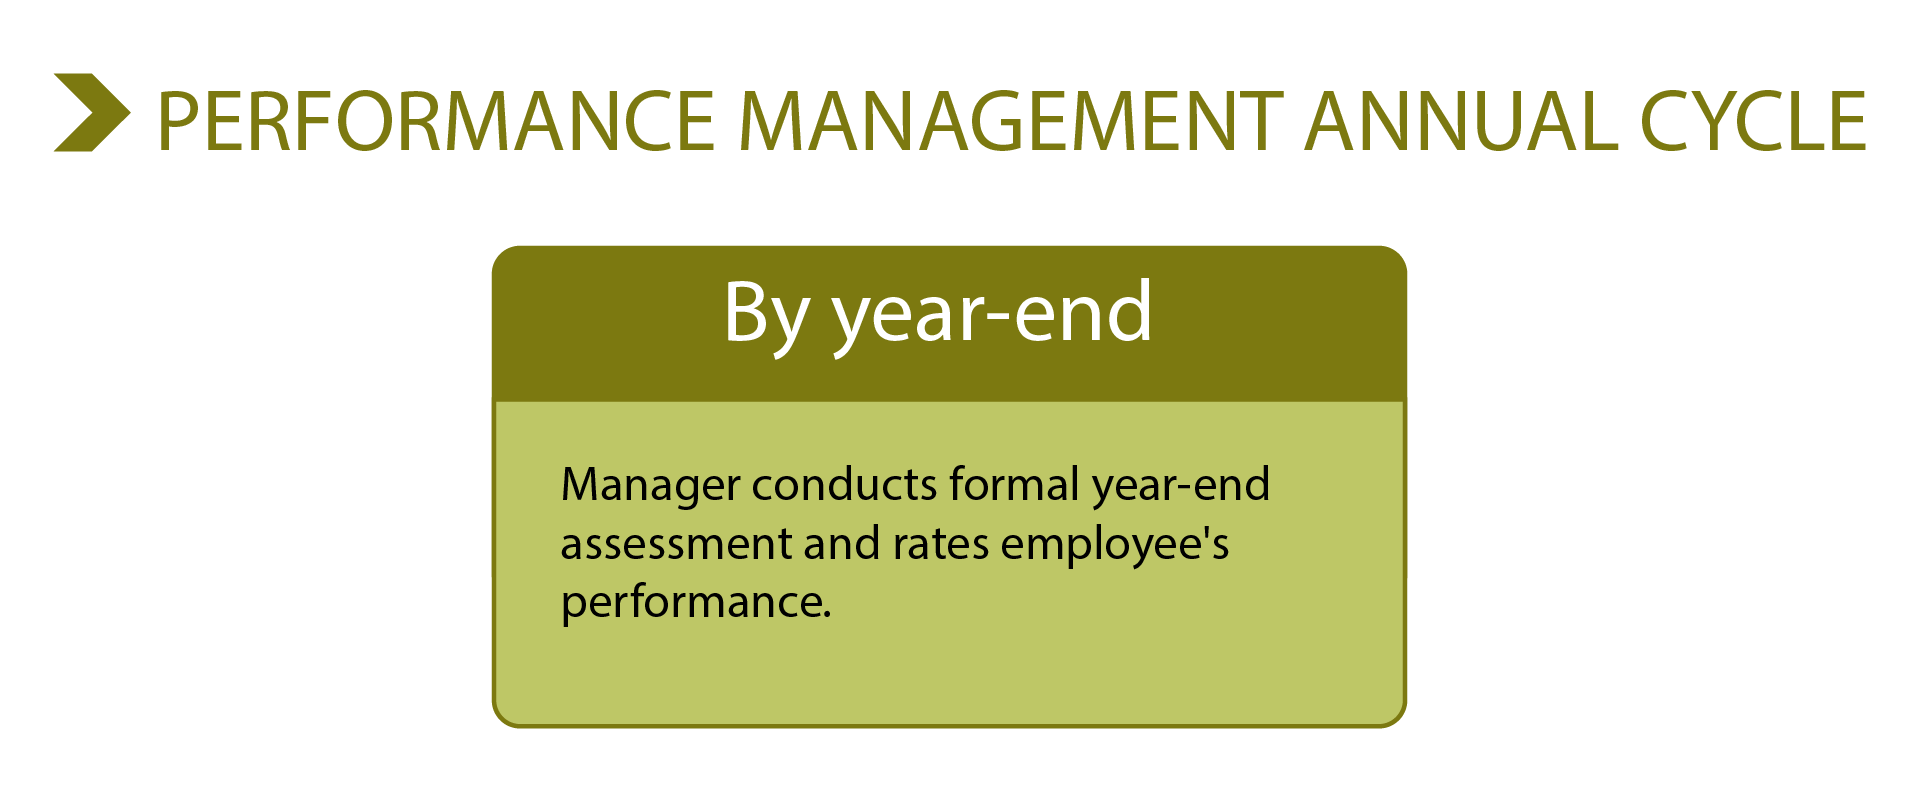 PERFORMANCE MANAGEMENT ANNUAL CYCLE
By year-end
Manager conducts formal year-end
assessment and rates employee's
performance.